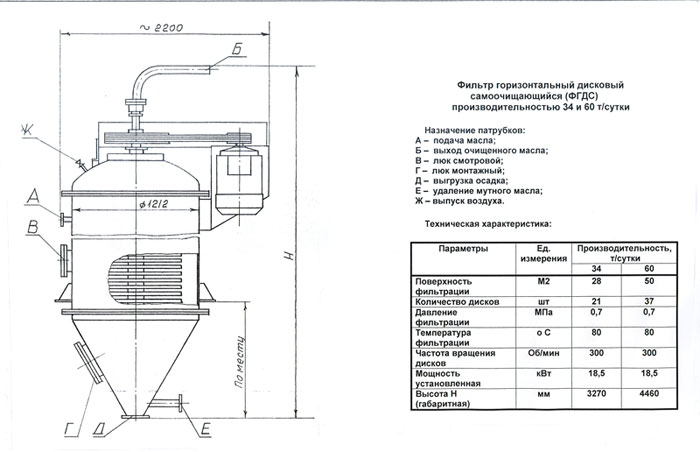 ~ 2200
Б
Ж
А
В
ϕ1212
Н
По месту
Г
Д
Е
Фильтр горизонтальный дисковый
самоочищающийся (ФГДС)
производительностью 34 и 60 т/сутки
Назначение патрубков:
А – подача масла;
Б – выход очищенного масла;
В – люк смотровой;
Г – люк монтажный;
Д – выгрузка осадка;
Е – удаление мутного масла;
Ж – выпуск воздуха.
Техническая характеристика:
Параметры Ед. измерения Производительность, т/сутки
34 60
Поверхность фильтрации М2 28 50
Количество дисков шт 21 37
Давление фильтрации МПа 0,7 0,7
Температура фильтрации о С 80 80
Частота вращения дисков Об/мин 300 300
Мощность установленная кВт 18,5 18,5
Высота Н (габаритная) мм 3270 4460